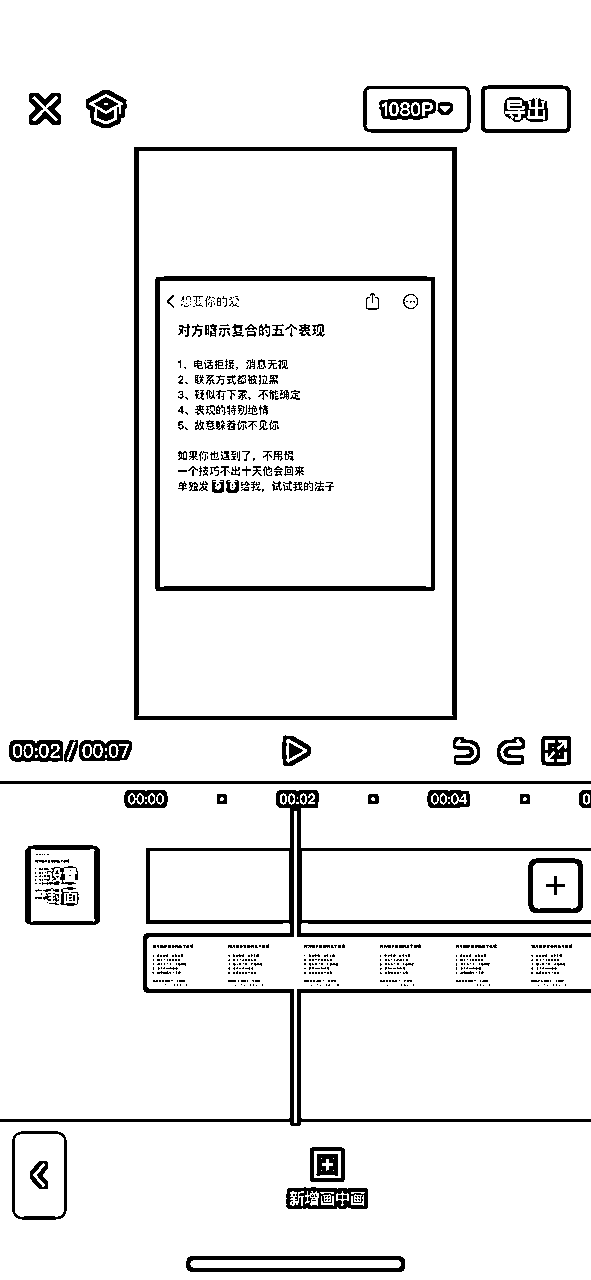 1080P
导出
想要你的爱
对方暗示复合的五个表现
1、电话拒接，消息无视
2、联系方式都被拉黑
3、疑似有下家、不能确定
4、表现的特别绝情
5、故意躲着你不见你
如果你也遇到了，不用慌
一个技巧不出十天他会回来
单独发 给我，试试我的法子
00:02 / 00:07
00:00
00:02
00:04
设置
封面
新增画中画